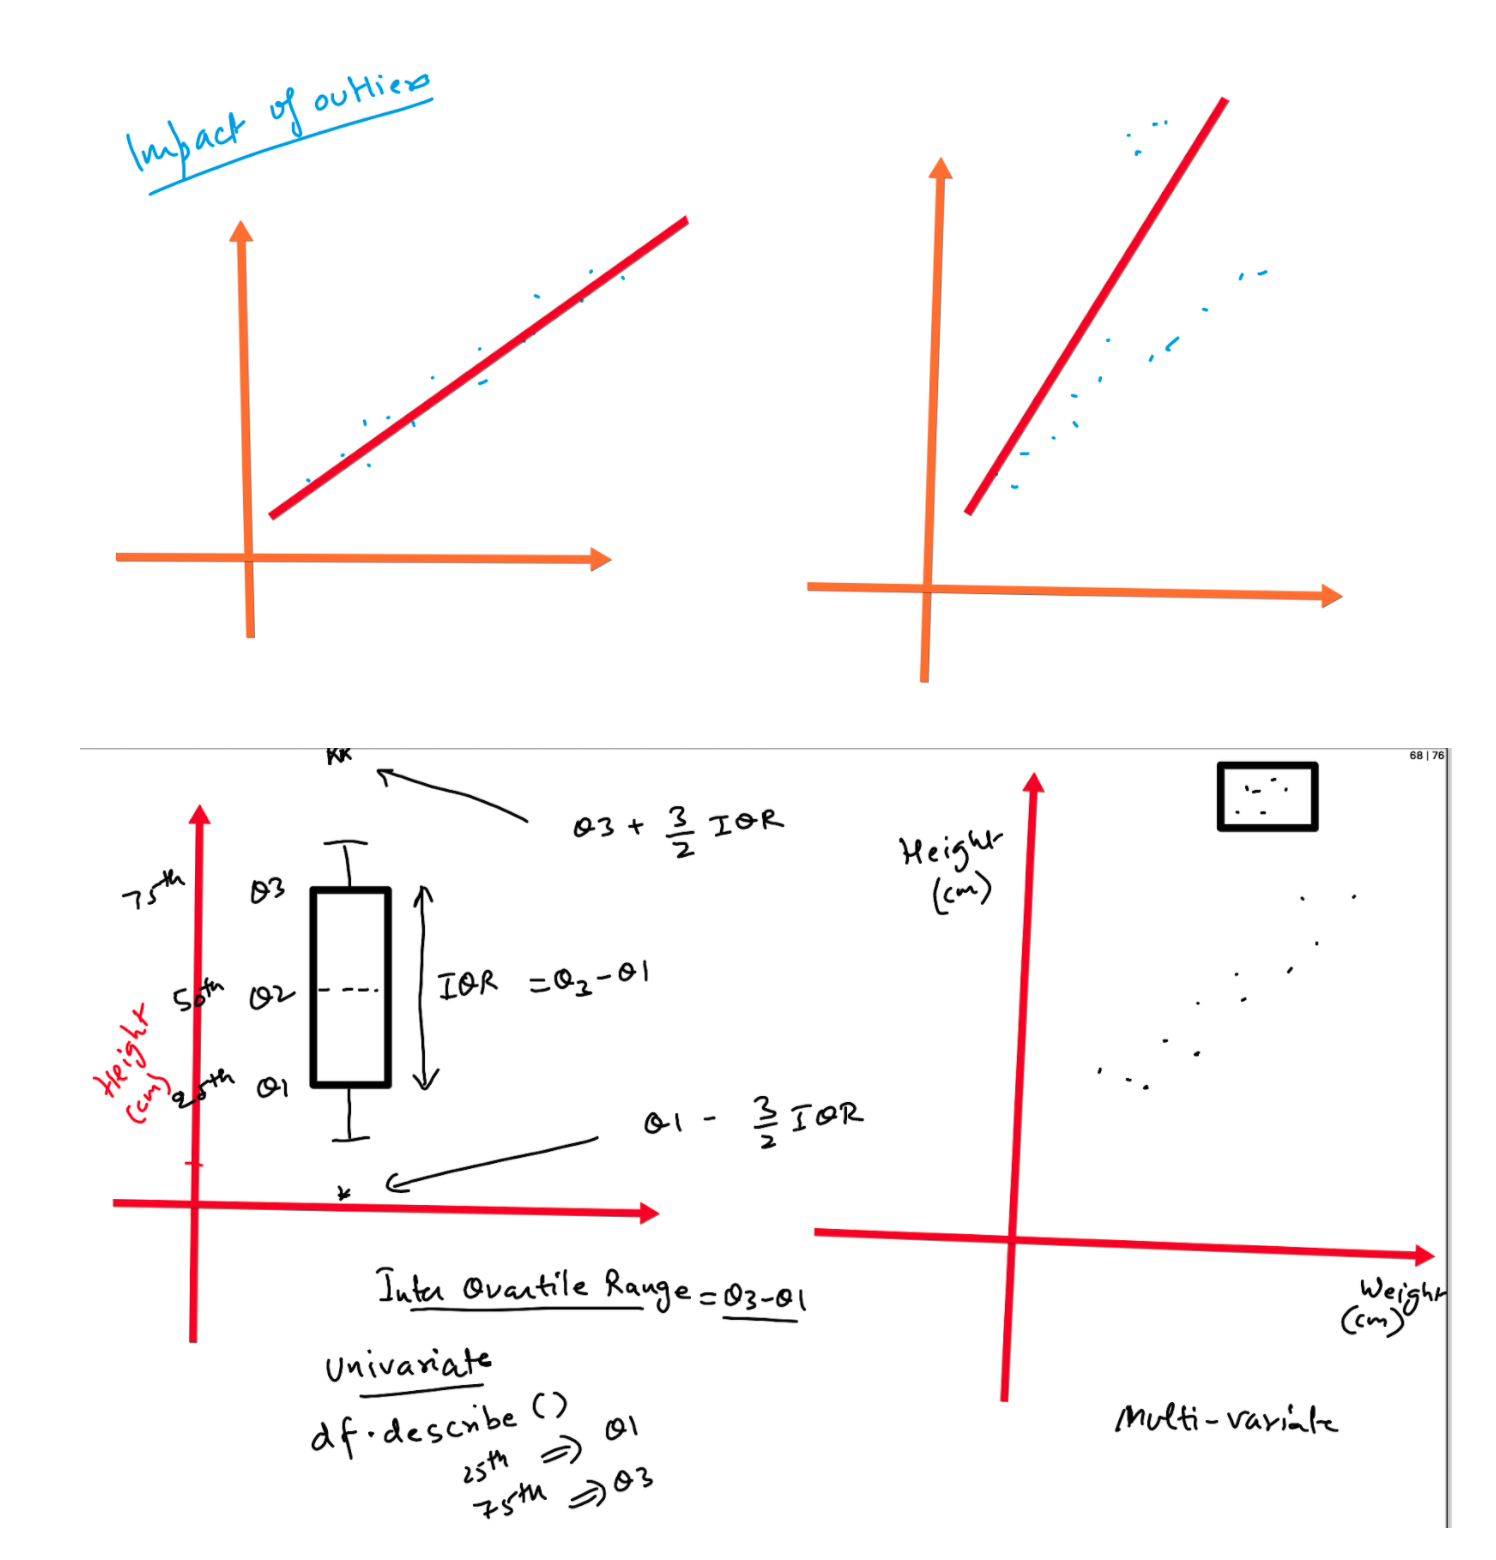 Impact of outliers
68 | 76
**
Q3 + 3/2 IQR
Height
(cm)
75th Q3
50th Q2
IQR = Q3-Q1
Height
(cm)
25th Q1
Q1 - 3/2 IQR
*
Inter Quartile Range = Q3-Q1
Weight
(cm)
Univariate
df.describe()
25th => Q1
75th => Q3
Multi-variate